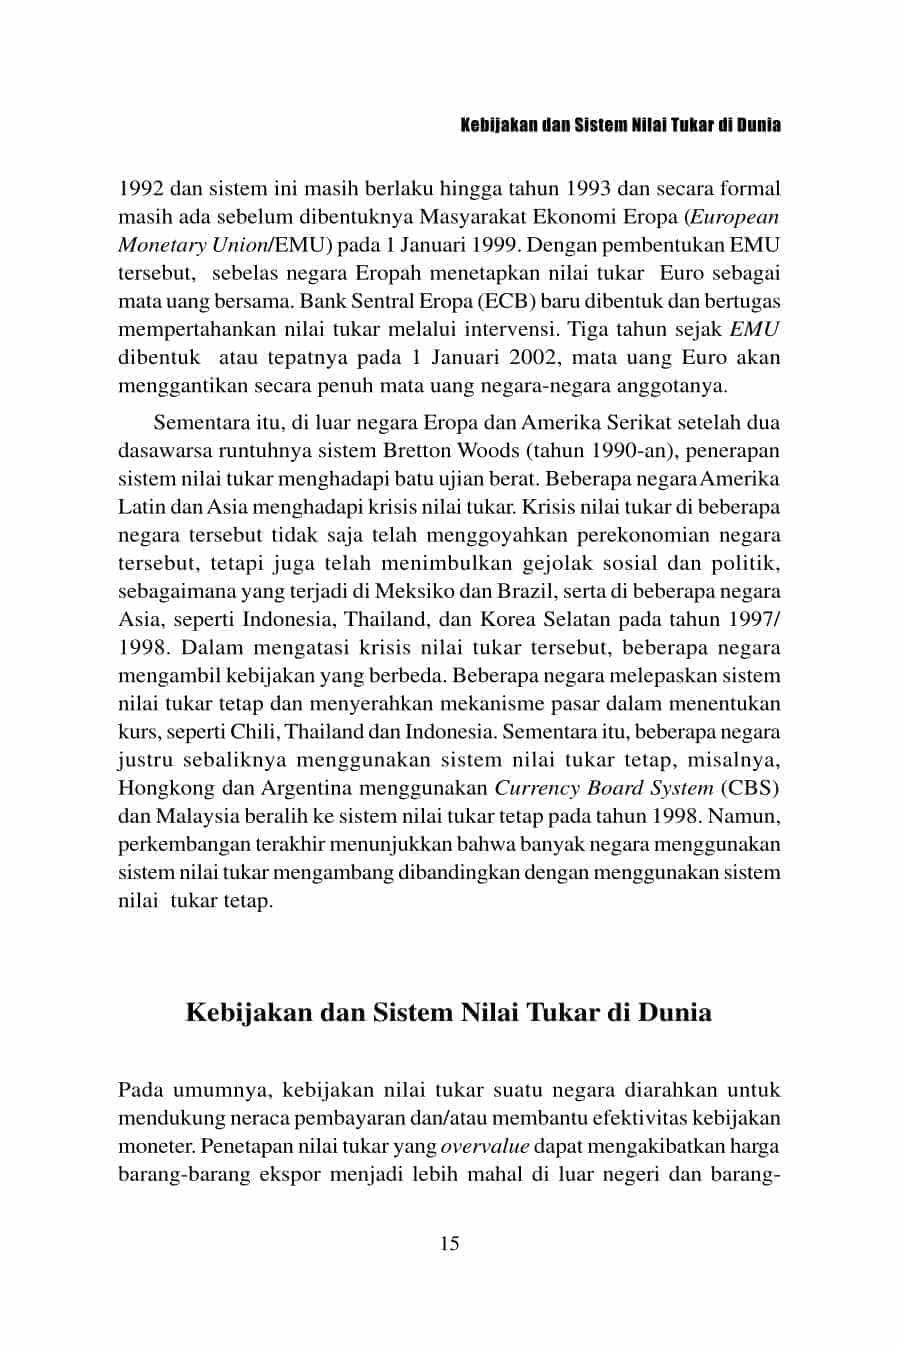 Kebijakan dan Sistem Nilai Tukar di Dunia
1992 dan sistem ini masih berlaku hingga tahun 1993 dan secara formal
masih ada sebelum dibentuknya Masyarakat Ekonomi Eropa (European
Monetary Union/EMU) pada 1 Januari 1999. Dengan pembentukan EMU
tersebut, sebelas negara Eropah menetapkan nilai tukar Euro sebagai
mata uang bersama. Bank Sentral Eropa (ECB) baru dibentuk dan bertugas
mempertahankan nilai tukar melalui intervensi. Tiga tahun sejak EMU
dibentuk atau tepatnya pada 1 Januari 2002, mata uang Euro akan
menggantikan secara penuh mata uang negara-negara anggotanya.
Sementara itu, di luar negara Eropa dan Amerika Serikat setelah dua
dasawarsa runtuhnya sistem Bretton Woods (tahun 1990-an), penerapan
sistem nilai tukar menghadapi batu ujian berat. Beberapa negara Amerika
Latin dan Asia menghadapi krisis nilai tukar. Krisis nilai tukar di beberapa
negara tersebut tidak saja telah menggoyahkan perekonomian negara
tersebut, tetapi juga telah menimbulkan gejolak sosial dan politik,
sebagaimana yang terjadi di Meksiko dan Brazil, serta di beberapa negara
Asia, seperti Indonesia, Thailand, dan Korea Selatan pada tahun 1997/
1998. Dalam mengatasi krisis nilai tukar tersebut, beberapa negara
mengambil kebijakan yang berbeda. Beberapa negara melepaskan sistem
nilai tukar tetap dan menyerahkan mekanisme pasar dalam menentukan
kurs, seperti Chili, Thailand dan Indonesia. Sementara itu, beberapa negara
justru sebaliknya menggunakan sistem nilai tukar tetap, misalnya,
Hongkong dan Argentina menggunakan Currency Board System (CBS)
dan Malaysia beralih ke sistem nilai tukar tetap pada tahun 1998. Namun,
perkembangan terakhir menunjukkan bahwa banyak negara menggunakan
sistem nilai tukar mengambang dibandingkan dengan menggunakan sistem
nilai tukar tetap.
Kebijakan dan Sistem Nilai Tukar di Dunia
Pada umumnya, kebijakan nilai tukar suatu negara diarahkan untuk
mendukung neraca pembayaran dan/atau membantu efektivitas kebijakan
moneter. Penetapan nilai tukar yang overvalue dapat mengakibatkan harga
barang-barang ekspor menjadi lebih mahal di luar negeri dan barang-
15